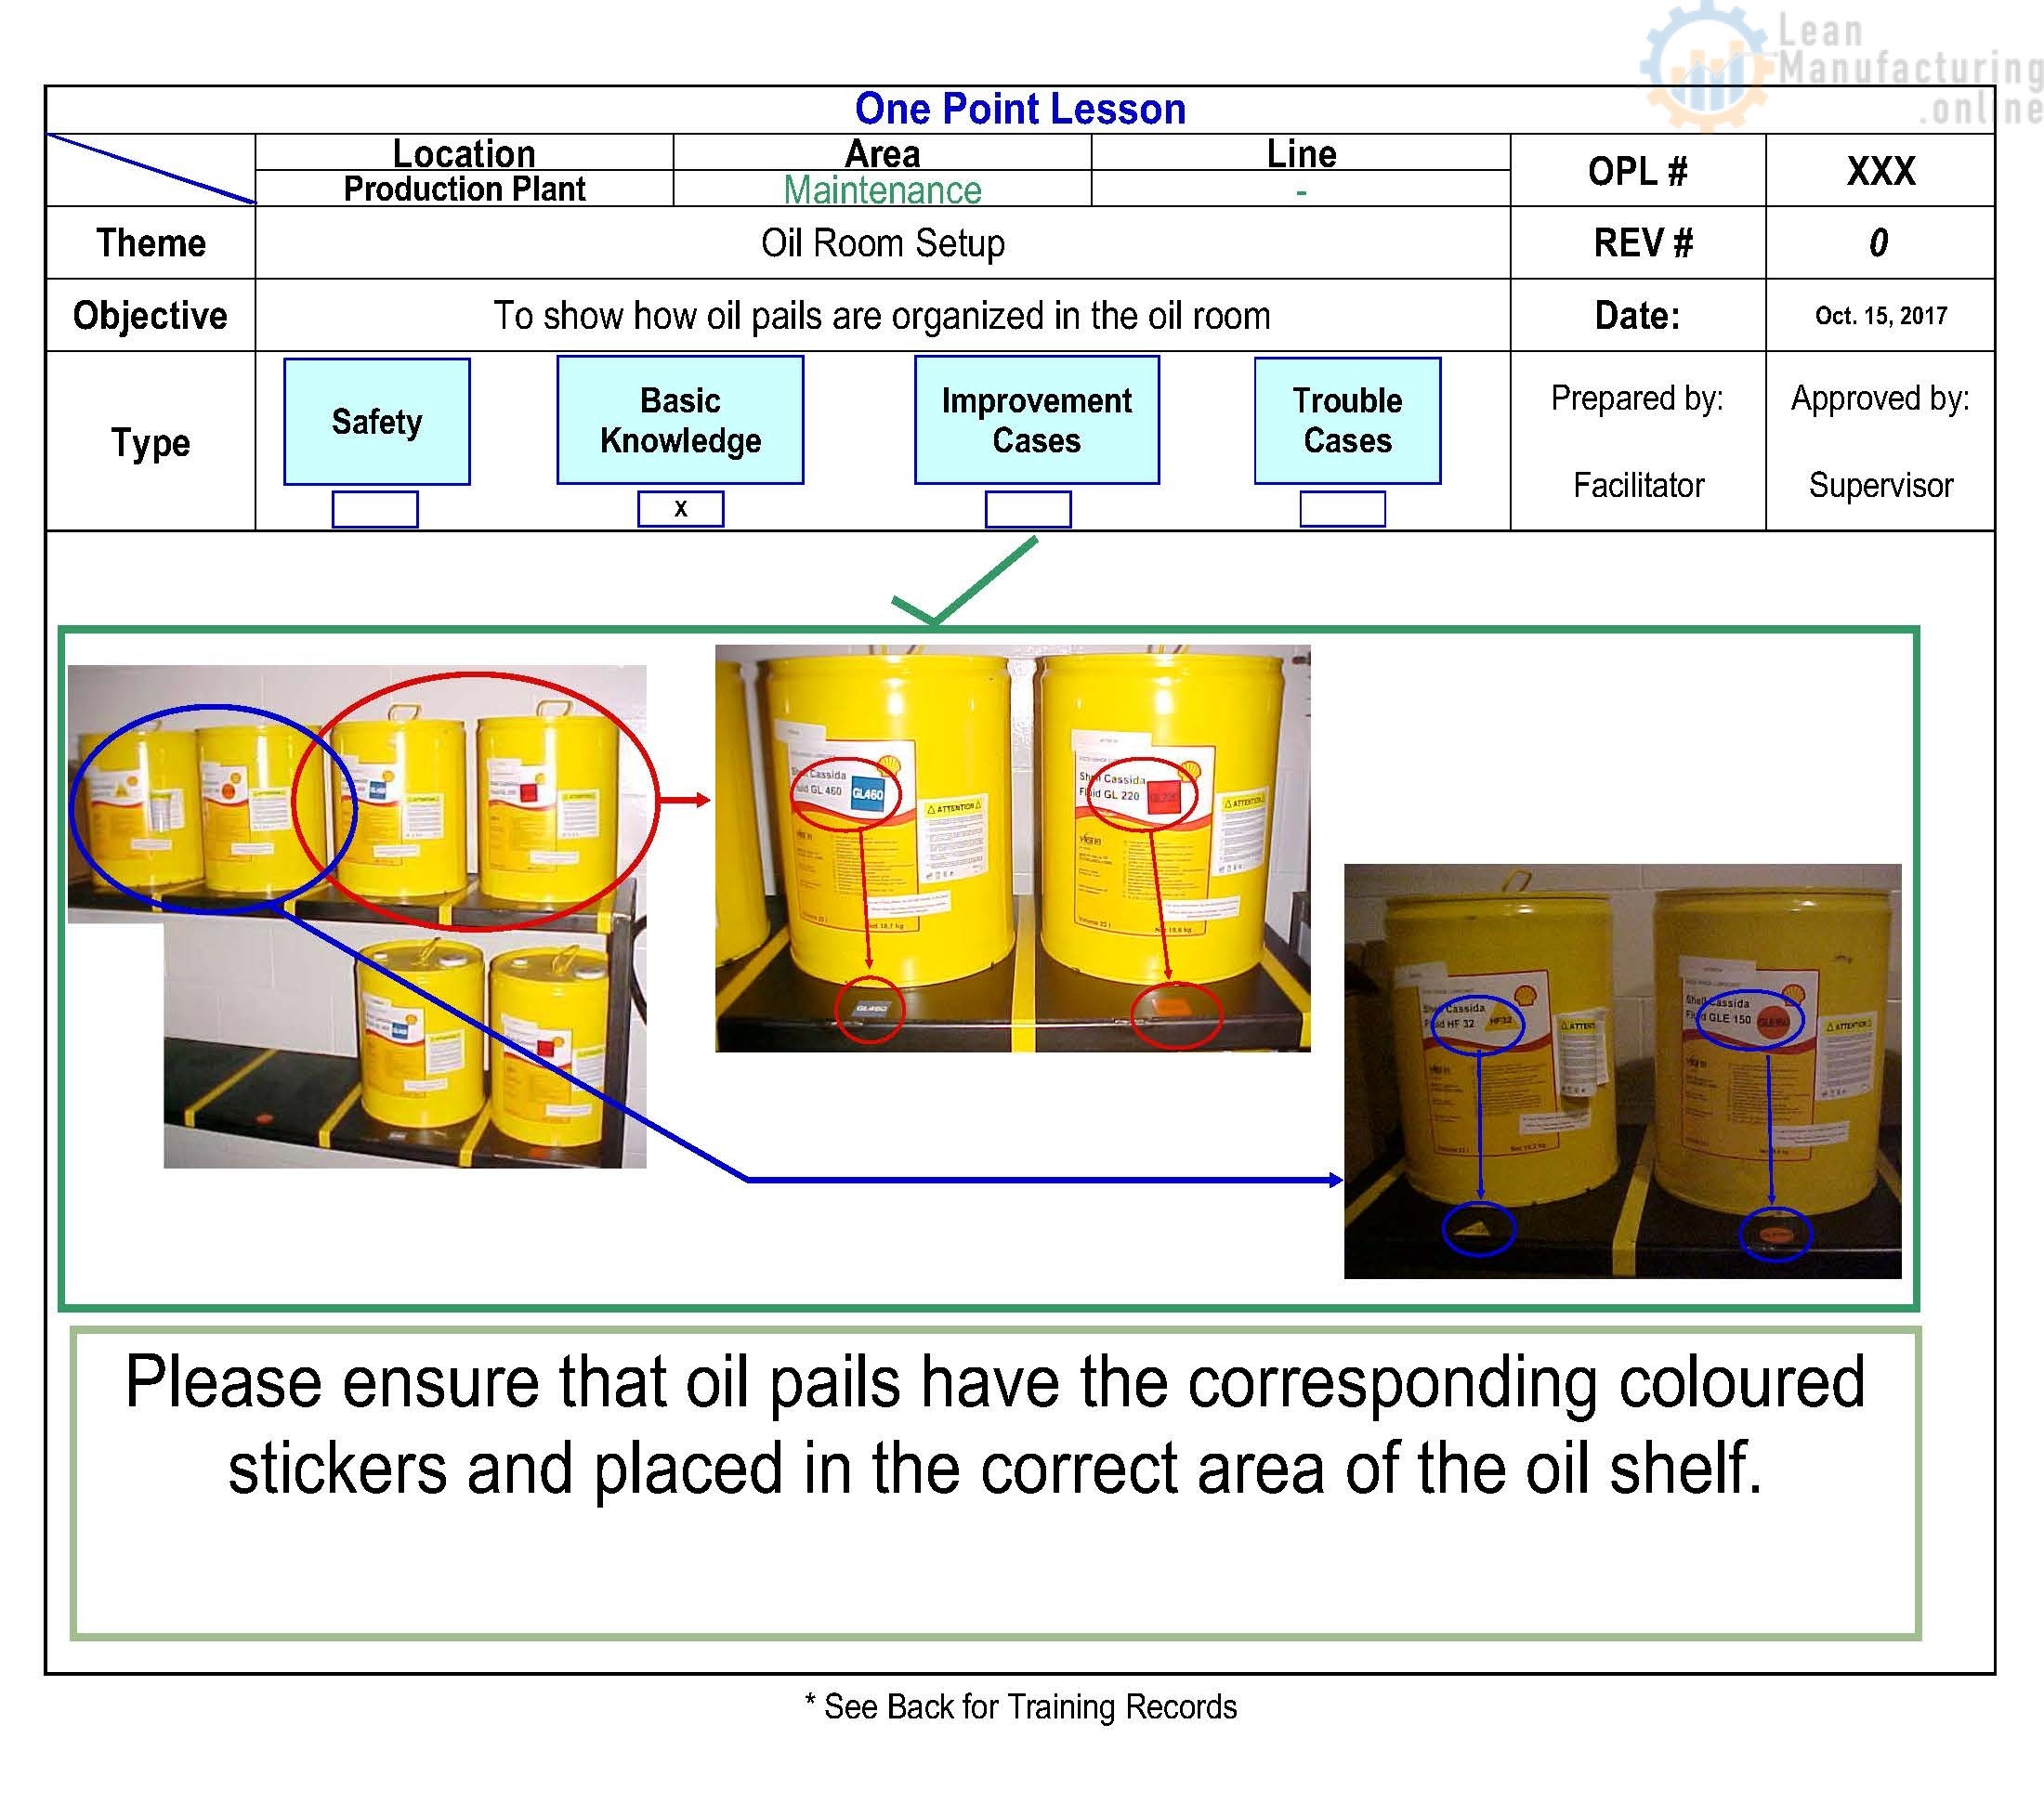 Lean
Manufacturing
.online
One Point Lesson
Location
Area
Line
OPL #
XXX
Production Plant
Maintenance
-
Theme
Oil Room Setup
REV #
0
Objective
To show how oil pails are organized in the oil room
Date:
Oct. 15, 2017
Type
Safety
Basic
Knowledge
Improvement
Cases
Trouble
Cases
x
Prepared by:
Facilitator
Approved by:
Supervisor
Shell Cassida
Fluid GL 460
GL460
ATTENTION
GL460
Shell Cassida
Fluid GL 220
ATTENTION
Shell Cassida
Fluid HF 32
HF32
Shell Cassida
Fluid GLE 150
ATTENTION
Please ensure that oil pails have the corresponding coloured
stickers and placed in the correct area of the oil shelf.
* See Back for Training Records